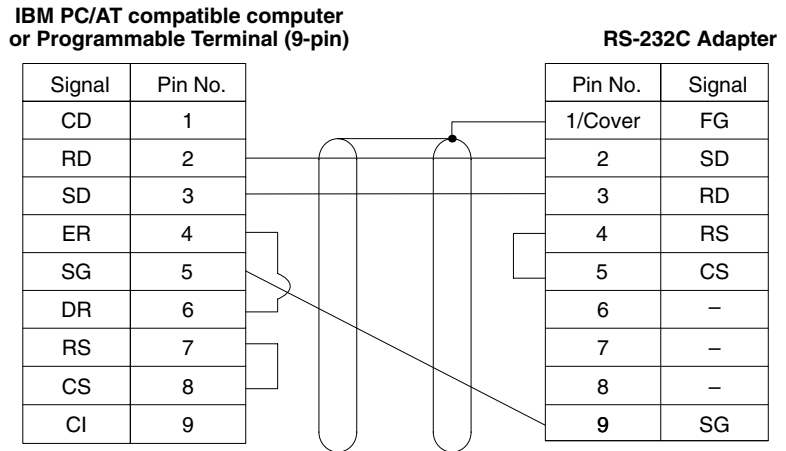 IBM PC/AT compatible computer
or Programmable Terminal (9-pin)
RS-232C Adapter
Signal Pin No.
CD 1
RD 2
SD 3
ER 4
SG 5
DR 6
RS 7
CS 8
CI 9
Pin No. Signal
1/Cover FG
2 SD
3 RD
4 RS
5 CS
6 –
7 –
8 –
9 SG